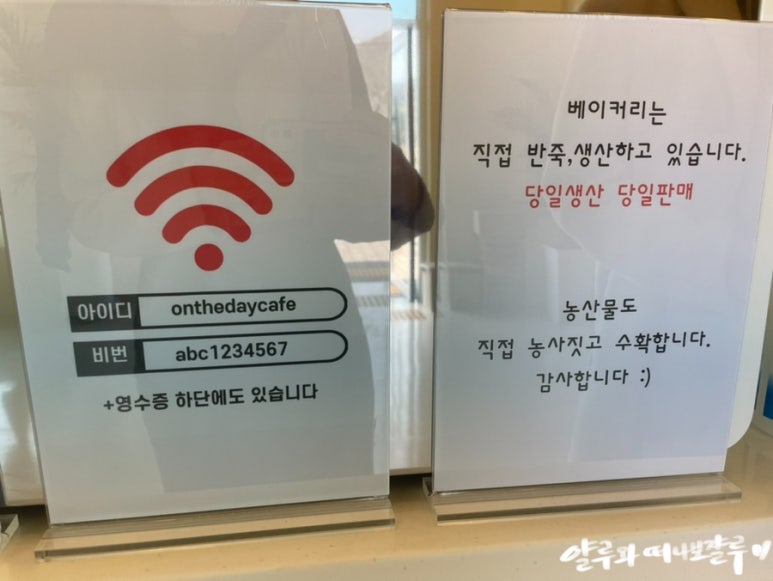 아이디 onthedaycafe
비번 abc1234567
+영수증 하단에도 있습니다
베이커리는
직접 반죽,생산하고 있습니다.
당일생산 당일판매
농산물도
직접 농사짓고 수확합니다.
감사합니다 :)
얄루와 떠나보갈루